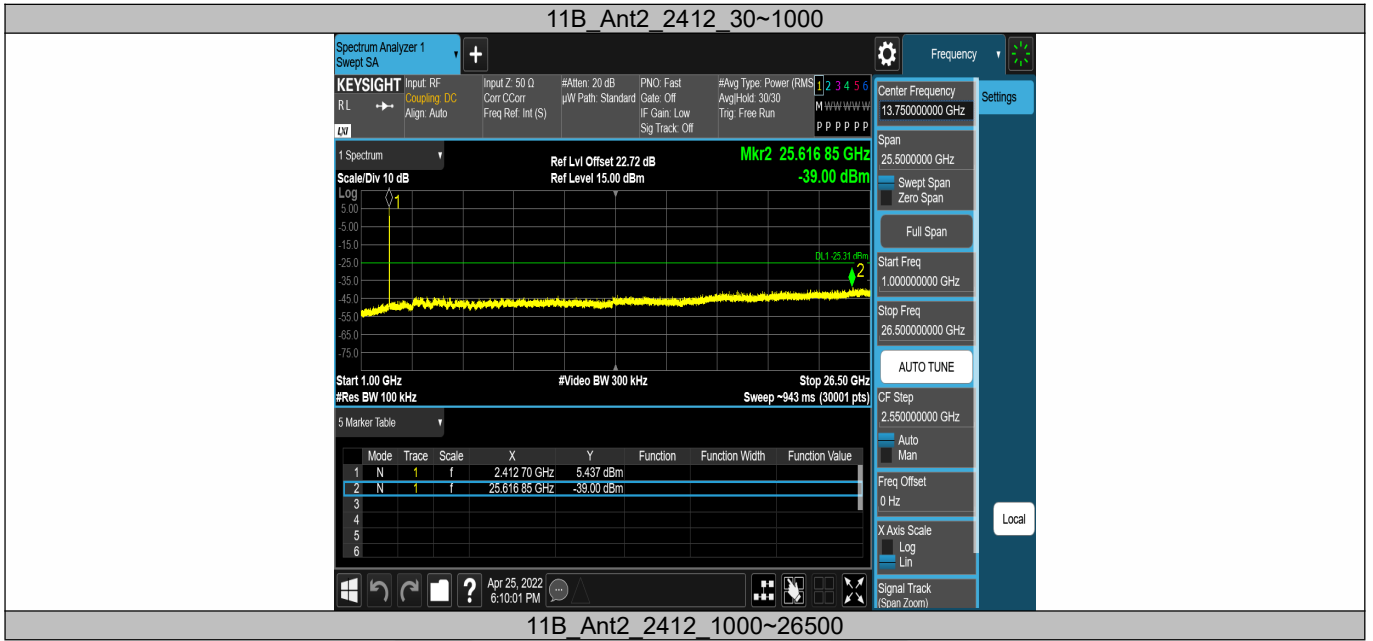 11B_Ant2_2412_30~1000
Spectrum Analyzer 1
Swept SA
Frequency
KEYSIGHT
RL
LXI
Input: RF
Coupling: DC
Align: Auto
Input Z: 50 Ω
Corr CCorr
Freq Ref: Int (S)
#Atten: 20 dB
µW Path: Standard
PNO: Fast
Gate: Off
IF Gain: Low
Sig Track: Off
#Avg Type: Power (RMS
Avg|Hold: 30/30
Trig: Free Run
1 2 3 4 5 6
M W W W W W
P P P P P P
1 Spectrum
Scale/Div 10 dB
Ref Lvl Offset 22.72 dB
Ref Level 15.00 dBm
Mkr2 25.616 85 GHz
-39.00 dBm
Log
1
5.00
-5.00
-15.0
-25.0
-35.0
-45.0
-55.0
-65.0
-75.0
DL1 -25.31 dBm
2
Start 1.00 GHz
#Video BW 300 kHz
Stop 26.50 GHz
#Res BW 100 kHz
Sweep ~943 ms (30001 pts)
5 Marker Table
Mode Trace Scale X Y Function Function Width Function Value
1 N 1 f 2.412 70 GHz 5.437 dBm
2 N 1 f 25.616 85 GHz -39.00 dBm
3
4
5
6
Apr 25, 2022
6:10:01 PM
Center Frequency
13.750000000 GHz
Settings
Span
25.5000000 GHz
Swept Span
Zero Span
Full Span
Start Freq
1.000000000 GHz
Stop Freq
26.500000000 GHz
AUTO TUNE
CF Step
2.550000000 GHz
Auto
Man
Freq Offset
0 Hz
X Axis Scale
Log
Lin
Local
Signal Track
(Span Zoom)
11B_Ant2_2412_1000~26500